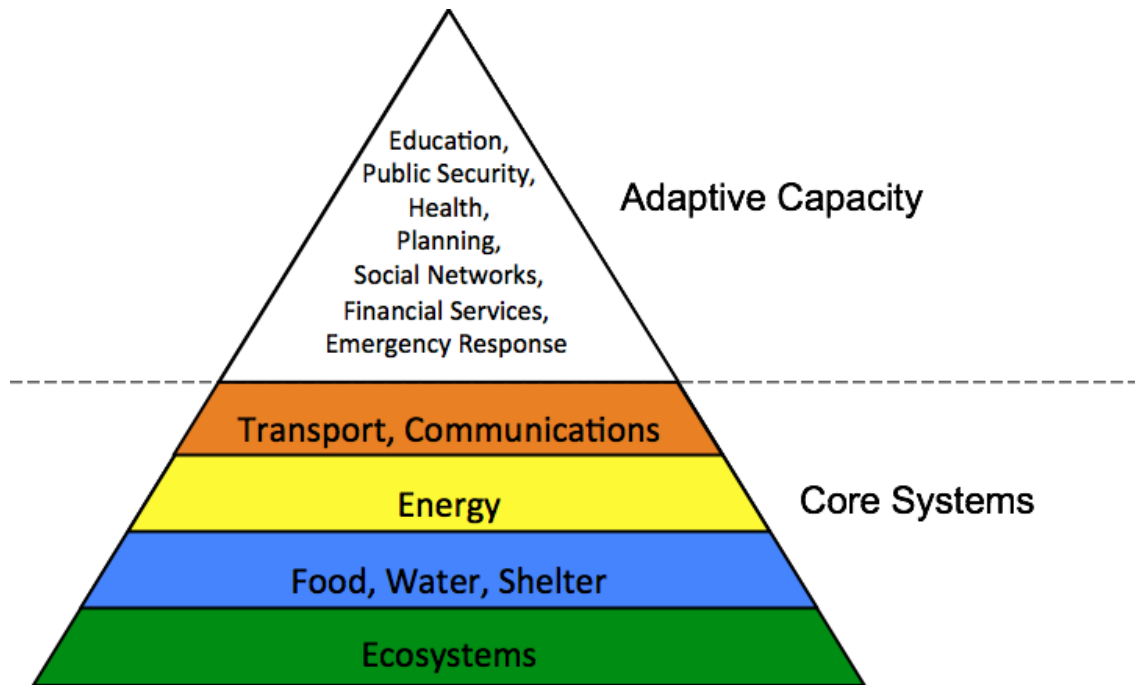 Education,
Public Security,
Health,
Planning,
Social Networks,
Financial Services,
Emergency Response
Adaptive Capacity
Transport, Communications
Energy
Core Systems
Food, Water, Shelter
Ecosystems